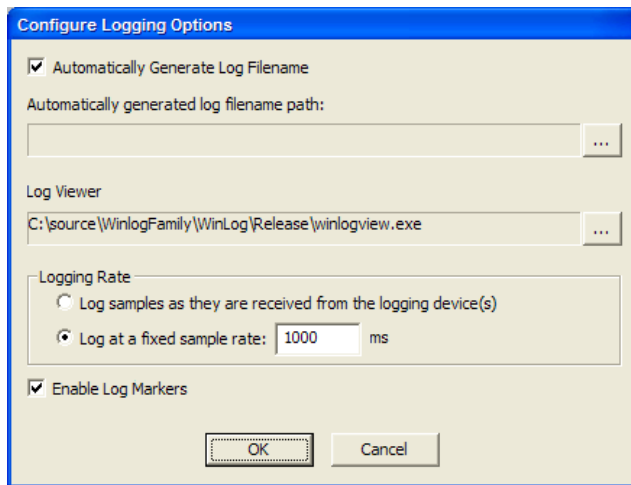 Configure Logging Options
Automatically Generate Log Filename
Automatically generated log filename path:
...
Log Viewer
C:\source\WinlogFamily\WinLog\Release\winlogview.exe
...
Logging Rate
Log samples as they are received from the logging device(s)
Log at a fixed sample rate: 1000 ms
Enable Log Markers
OK Cancel